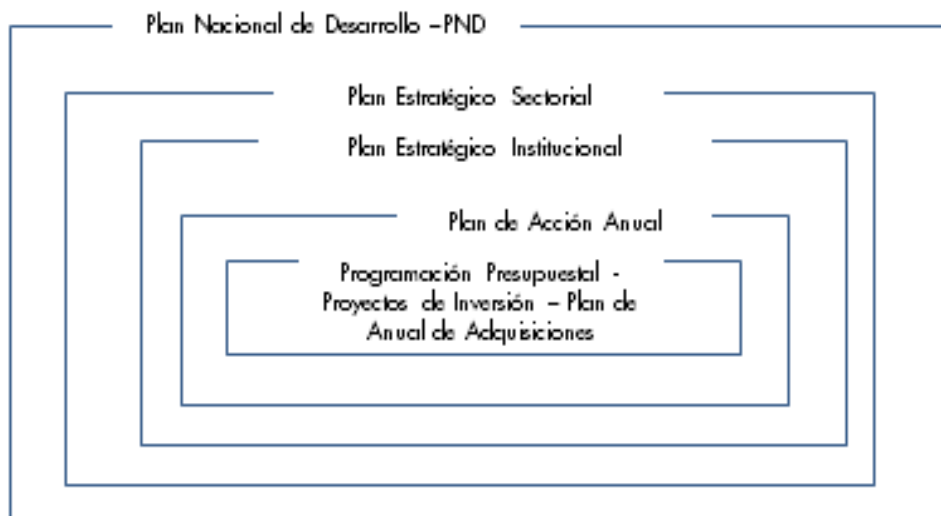 Plan Nacional de Desarrollo –PND
Plan Estratégico Sectorial
Plan Estratégico Institucional
Plan de Acción Anual
Programación Presupuestal -
Proyectos de Inversión – Plan de
Anual de Adquisiciones